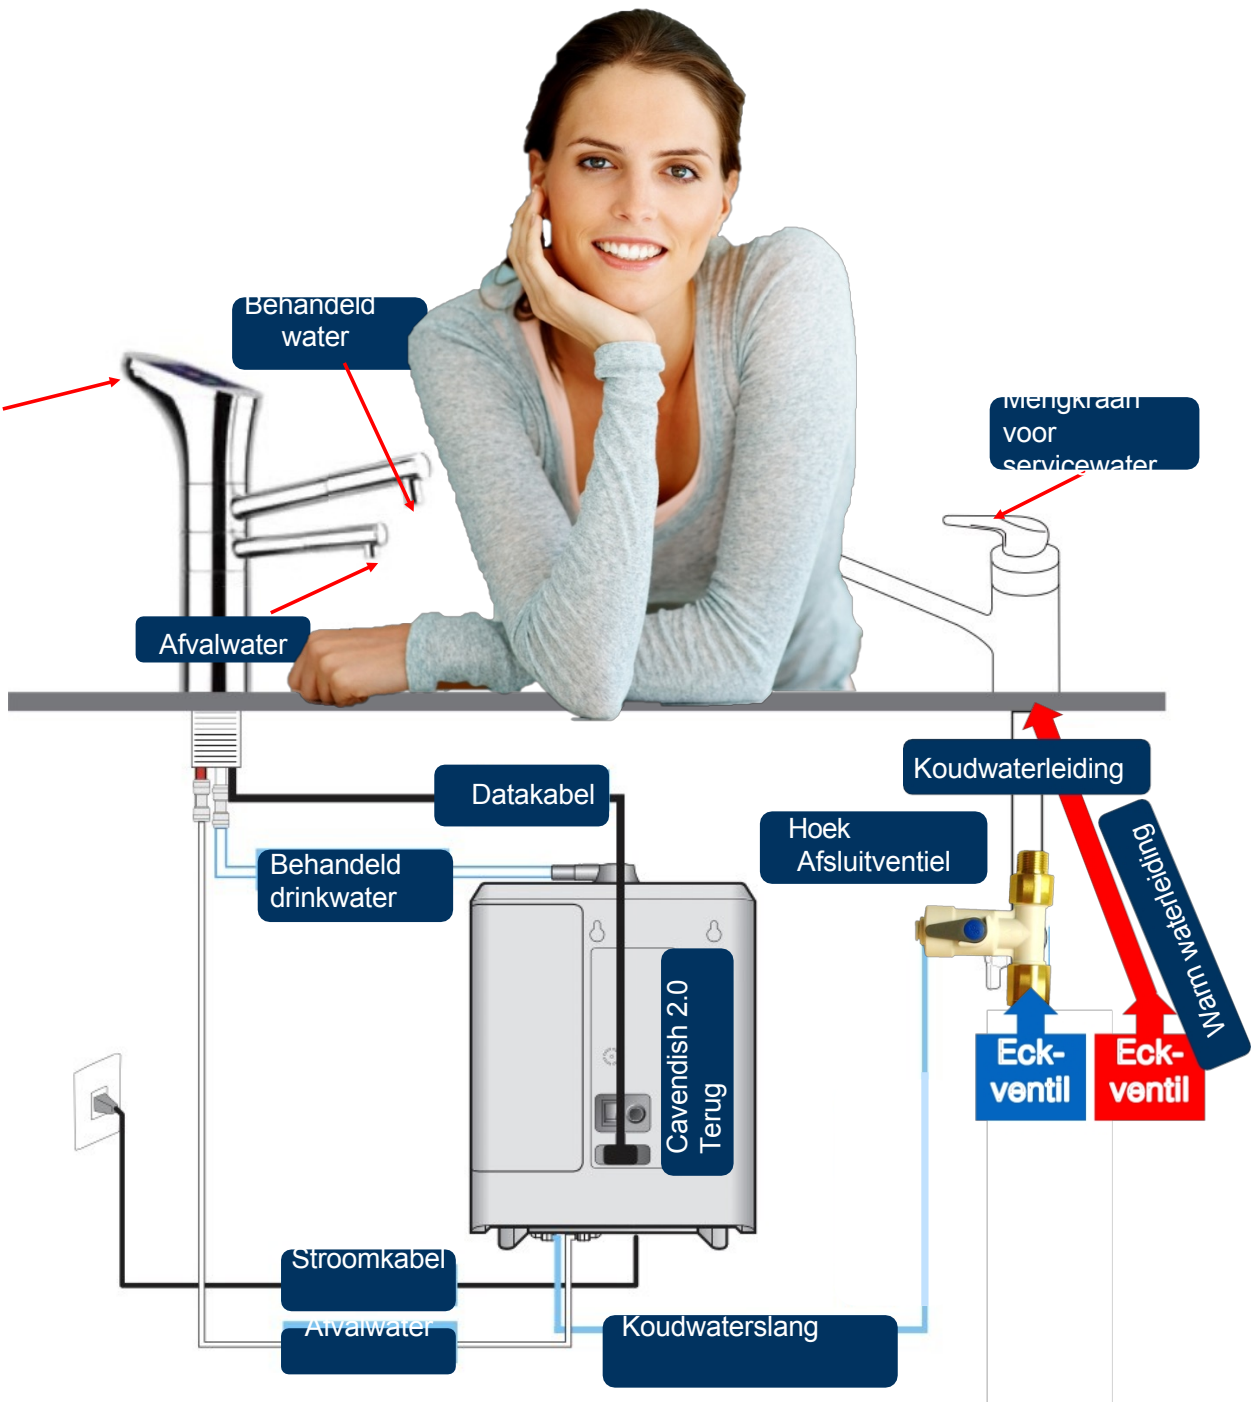 Behandeld
water
Mengkraan
voor
servicewater
Afvalwater
Koudwaterleiding
Datakabel
Hoek
Afsluitventiel
Warm waterleiding
Behandeld
drinkwater
Cavendish 2.0
Terug
Eck-
ventil
Eck-
ventil
Stroomkabel
Afvalwater
Koudwaterslang